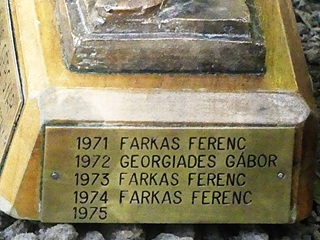 1971 FARKAS FERENC
1972 GEORGIADES GÁBOR
1973 FARKAS FERENC
1974 FARKAS FERENC
1975